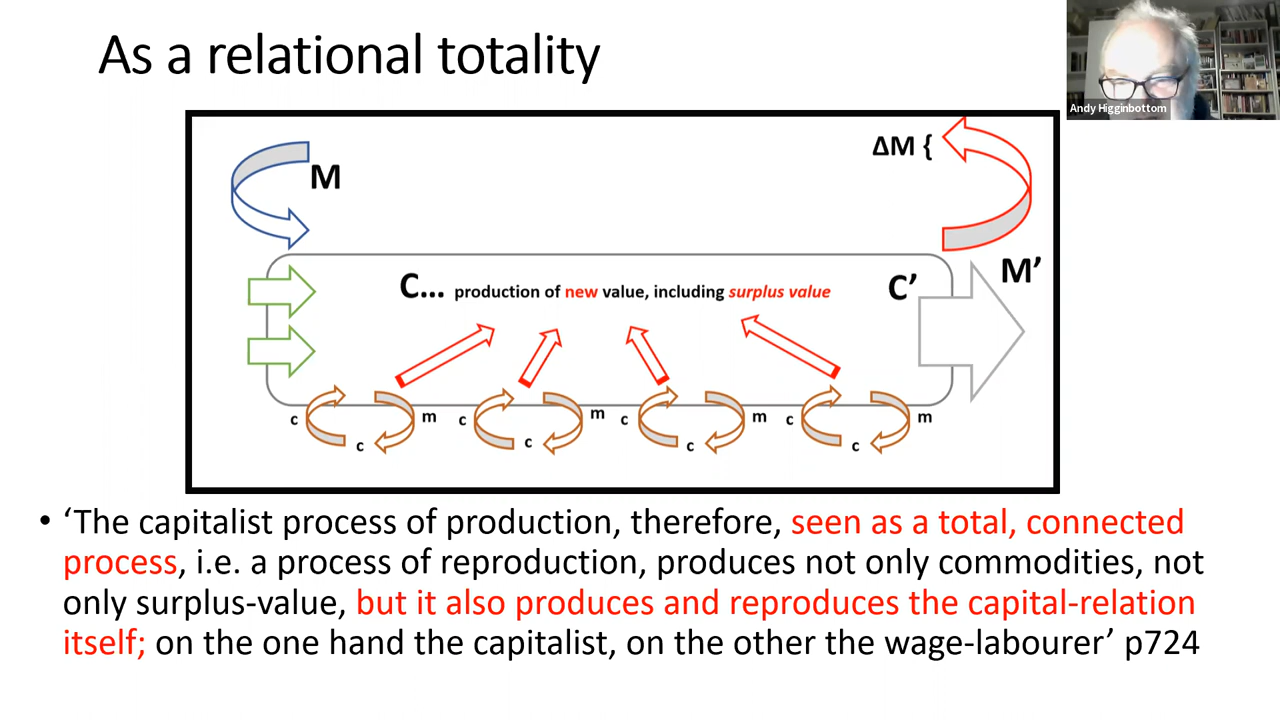 As a relational totality
Andy Higginbottom
M
ΔM {
C... production of new value, including surplus value
C’
M’
c
c
m
c
c
m
c
c
m
c
c
m
• ‘The capitalist process of production, therefore, seen as a total, connected
process, i.e. a process of reproduction, produces not only commodities, not
only surplus-value, but it also produces and reproduces the capital-relation
itself; on the one hand the capitalist, on the other the wage-labourer’ p724